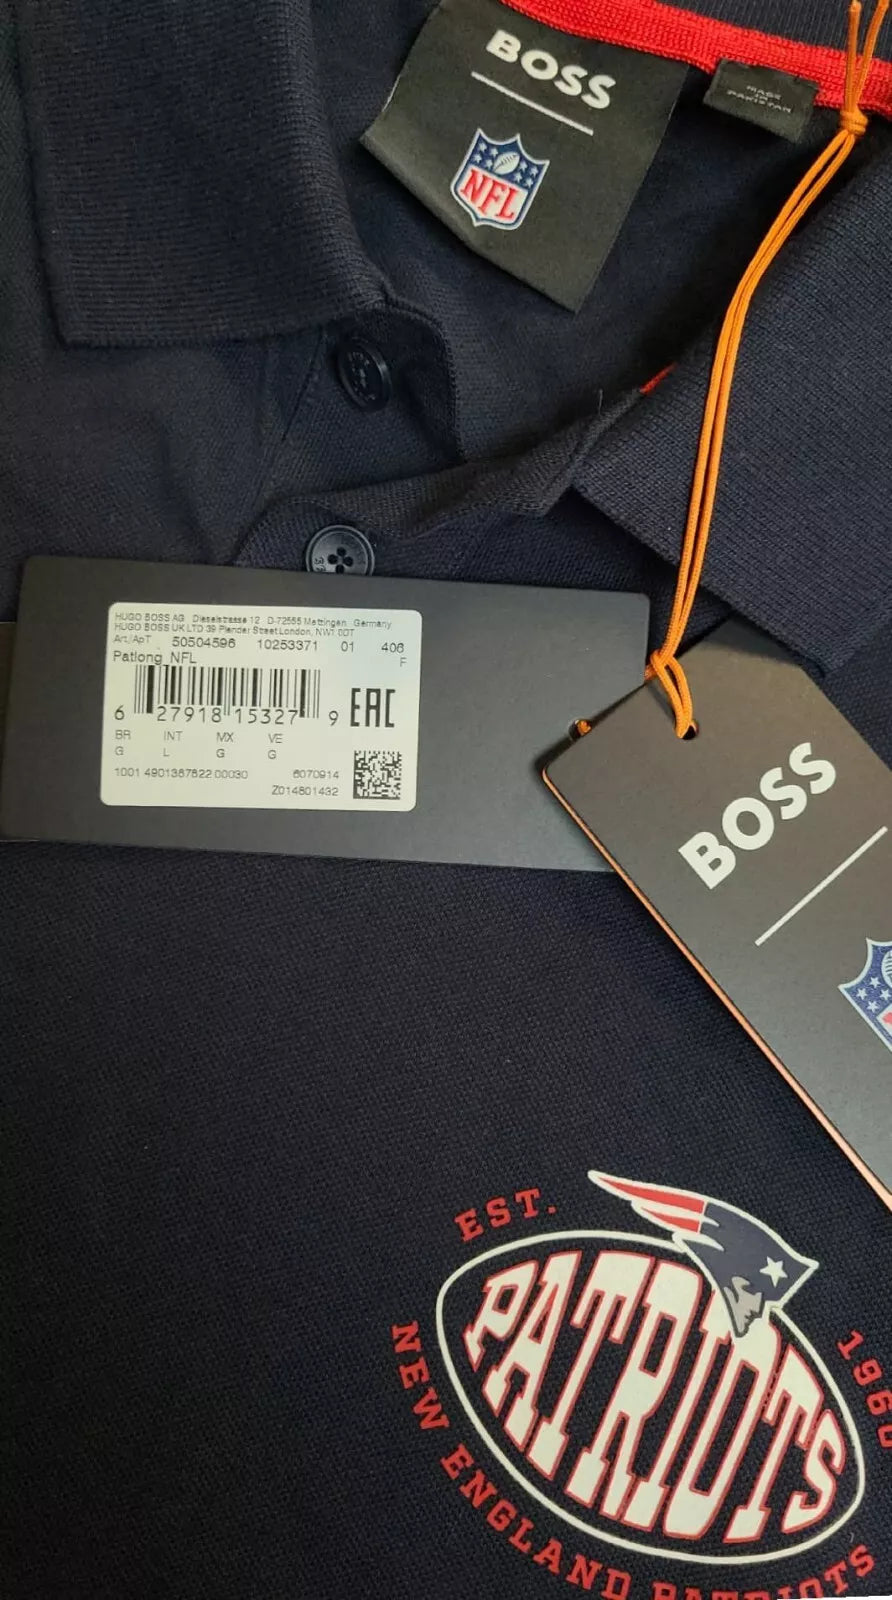 BOSS
NFL
MADE
IN
PAKISTAN
HUGO BOSS AG Dieselstrasse 12 D-72555 Metzingen Germany
HUGO BOSS UK LTD 39 Plender Street London, NW1 0DT
Art./ApT 50504596 10253371 01 406
Patlong NFL F
6 27918 15327 9 EAC
BR INT MX VE
G L G G
1001 4901367622 00030 6070914
Z014801432
BOSS
EST.
PATRIOTS
1960
NEW ENGLAND PATRIOTS